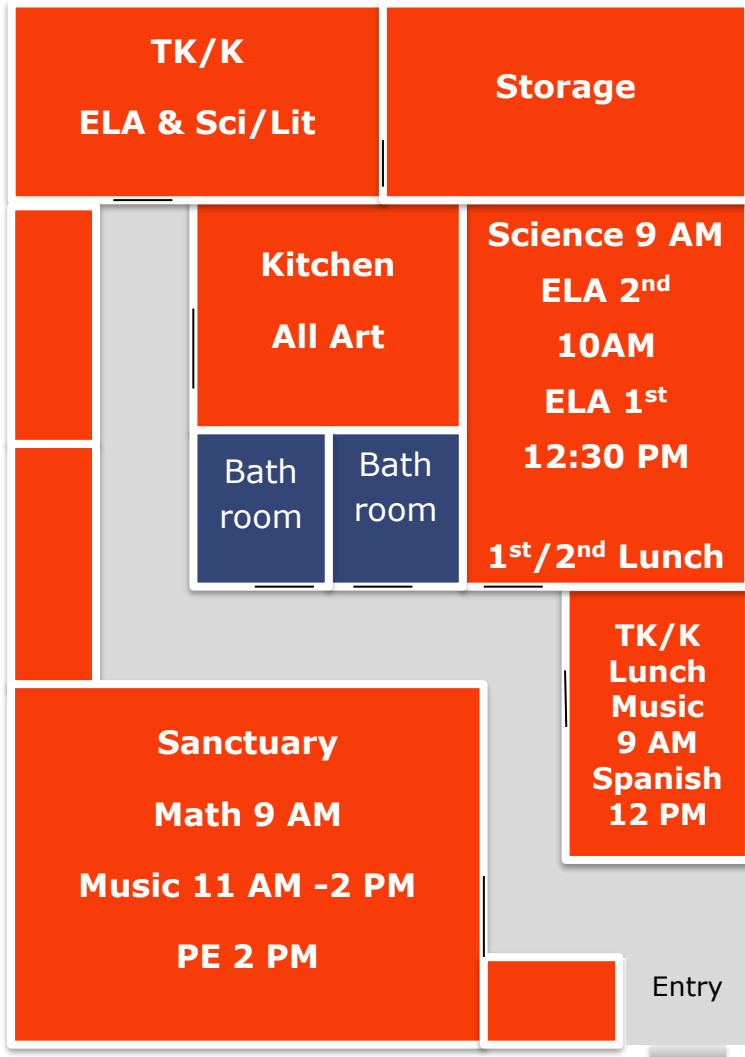 TK/K
ELA & Sci/Lit
Storage
Kitchen
All Art
Science 9 AM
ELA 2nd
10AM
ELA 1st
12:30 PM
1st/2nd Lunch
Bath
room
Bath
room
TK/K
Lunch
Music
9 AM
Spanish
12 PM
Sanctuary
Math 9 AM
Music 11 AM -2 PM
PE 2 PM
Entry